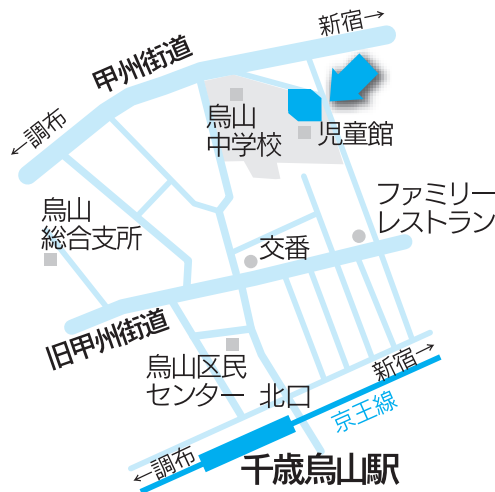 新宿→
甲州街道
←調布
烏山
中学校
児童館
ファミリー
レストラン
烏山
総合支所
交番
旧甲州街道
烏山区民
センター
北口
新宿→
京王線
←調布
千歳烏山駅